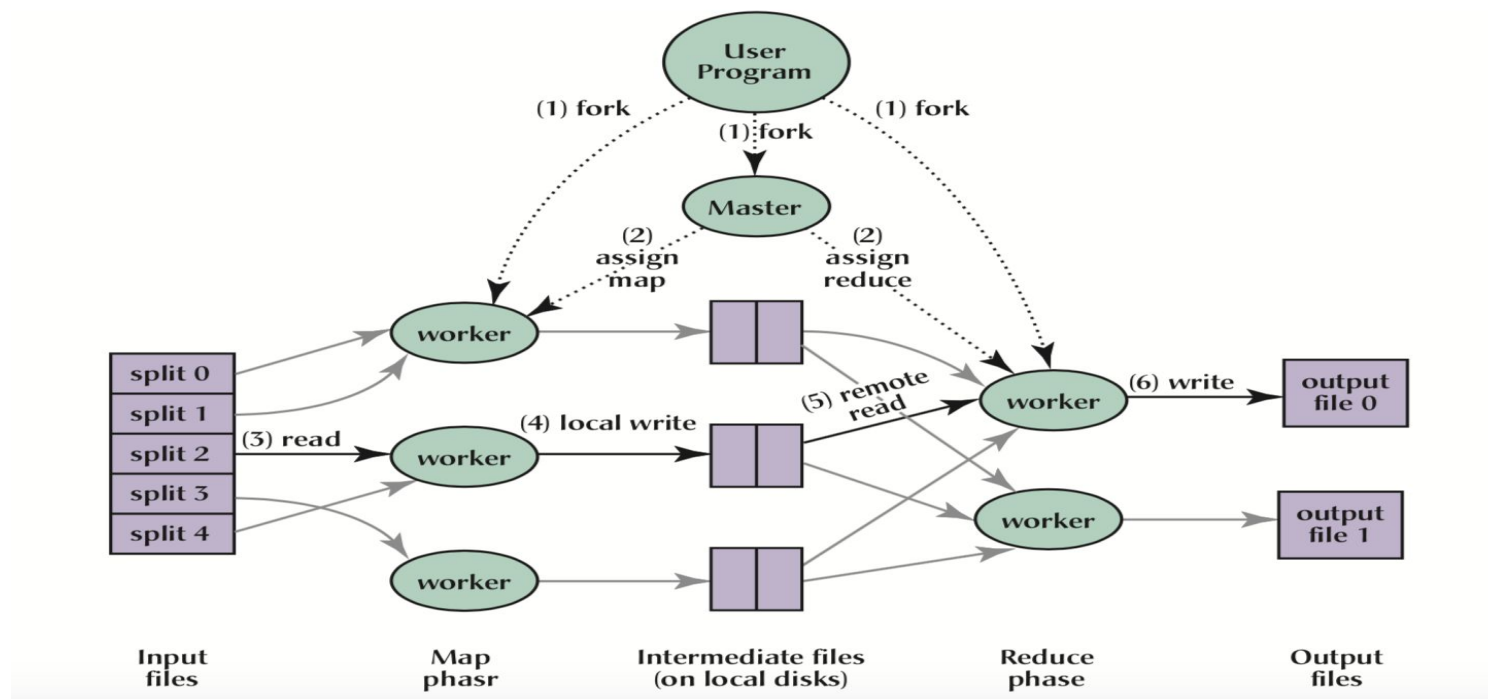 User
Program
(1) fork
(1) fork
(1) fork
Master
(2)
assign
map
(2)
assign
reduce
worker
split 0
split 1
split 2
split 3
split 4
(3) read
worker
(4) local write
worker
(5) remote
read
worker
(6) write
output
file 0
worker
output
file 1
Input
files
Map
phasr
Intermediate files
(on local disks)
Reduce
phase
Output
files